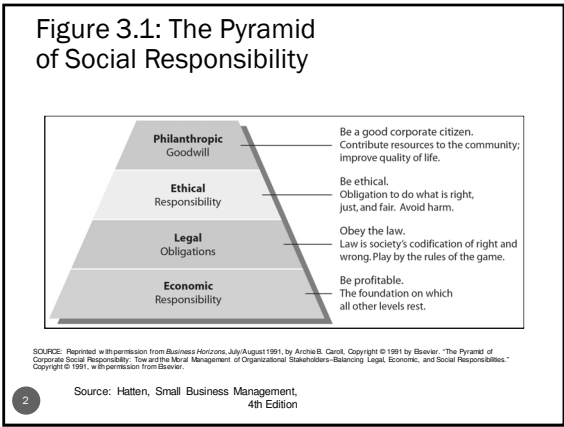 Figure 3.1: The Pyramid
of Social Responsibility
Philanthropic
Goodwill
Be a good corporate citizen.
Contribute resources to the community;
improve quality of life.
Ethical
Responsibility
Be ethical.
Obligation to do what is right,
just, and fair. Avoid harm.
Legal
Obligations
Obey the law.
Law is society's codification of right and
wrong. Play by the rules of the game.
Economic
Responsibility
Be profitable.
The foundation on which
all other levels rest.
SOURCE: Reprinted with permission from Business Horizons, July/August 1991, by Archie B. Caroll, Copyright © 1991 by Elsevier. "The Pyramid of
Corporate Social Responsibility: Toward the Moral Management of Organizational Stakeholders–Balancing Legal, Economic, and Social Responsibilities."
Copyright © 1991, with permission from Elsevier.
2
Source: Hatten, Small Business Management,
4th Edition